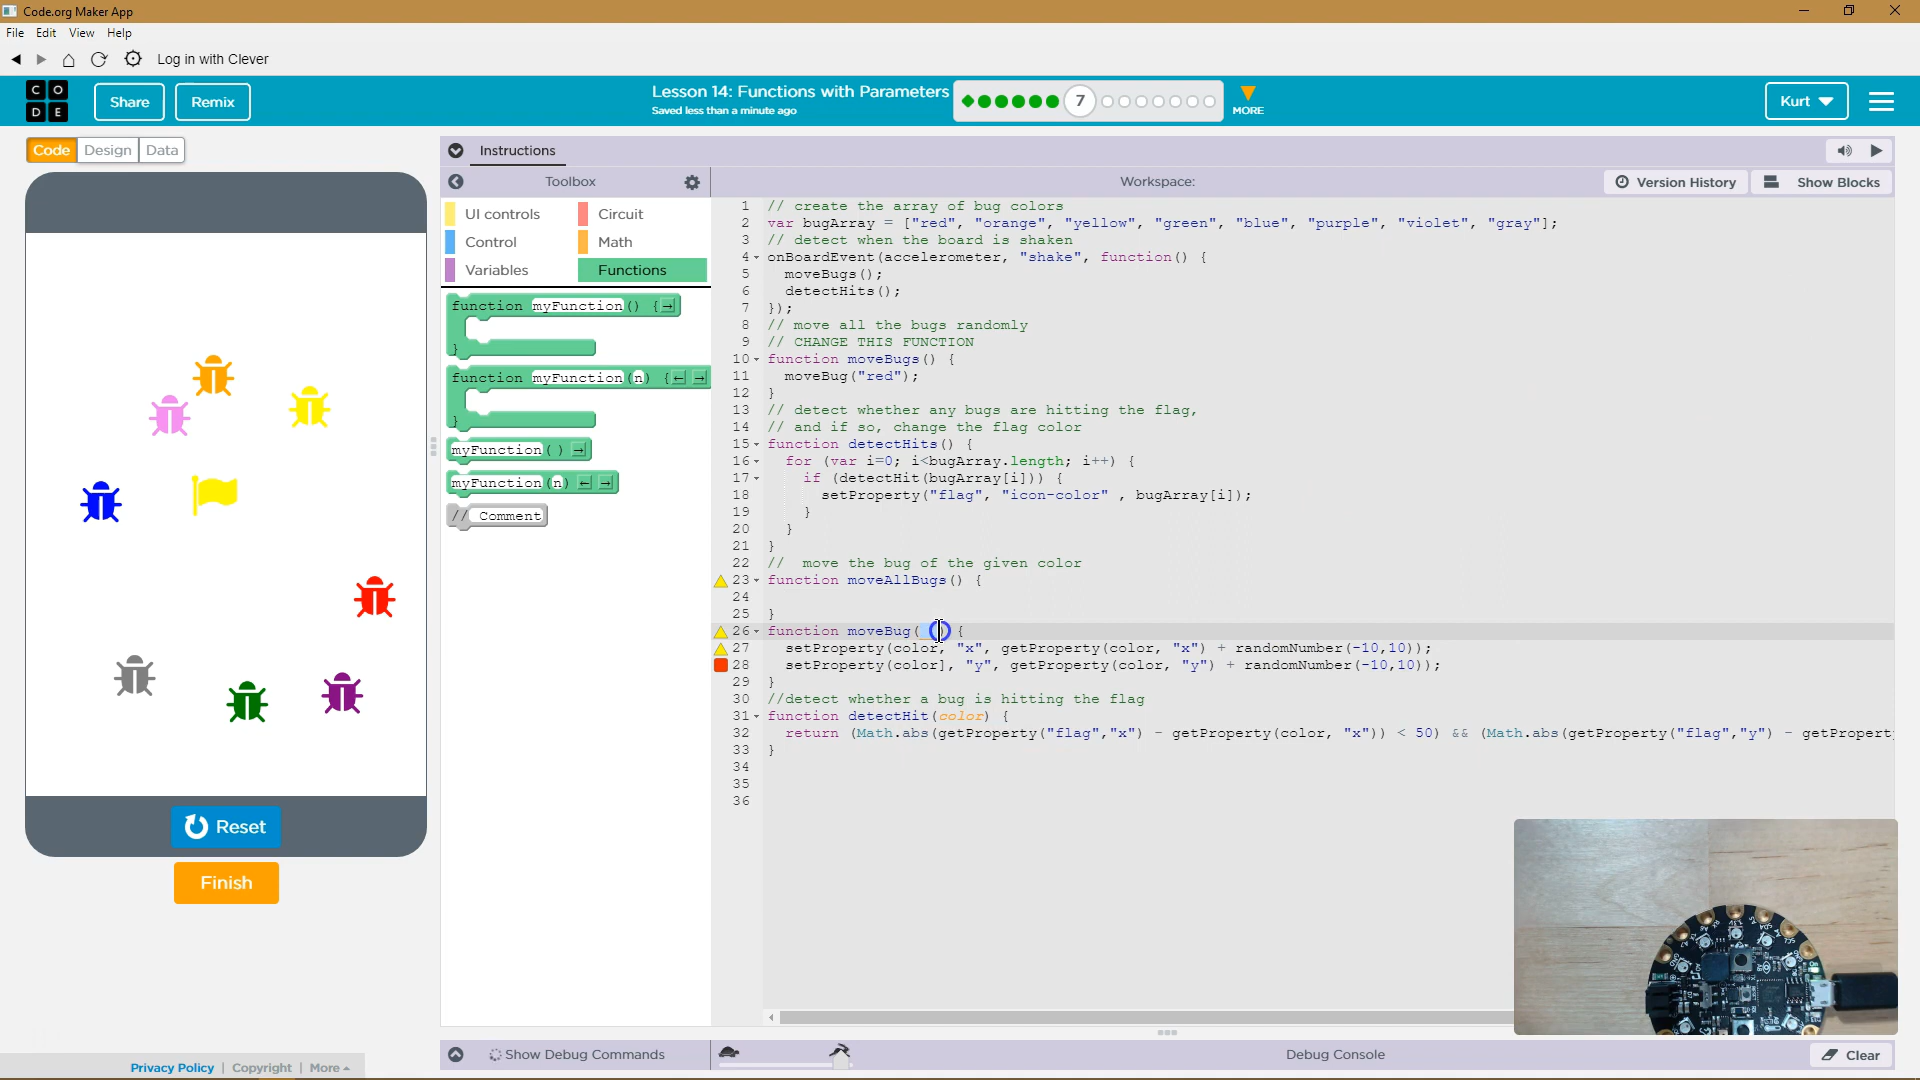 Code.org Maker App
File Edit View Help
Log in with Clever
C O D E
Share
Remix
Lesson 14: Functions with Parameters
Saved less than a minute ago
7
MORE
Kurt
Code Design Data
Instructions
Toolbox
Workspace:
Version History
Show Blocks
UI controls
Circuit
Control
Math
Variables
Functions
function myFunction() {
}
function myFunction(n) {
}
myFunction()
myFunction(n)
// Comment
1 // create the array of bug colors
2 var bugArray = ["red", "orange", "yellow", "green", "blue", "purple", "violet", "gray"];
3 // detect when the board is shaken
4 onBoardEvent(accelerometer, "shake", function() {
5 moveBugs();
6 detectHits();
7 });
8 // move all the bugs randomly
9 // CHANGE THIS FUNCTION
10 function moveBugs() {
11 moveBug("red");
12 }
13 // detect whether any bugs are hitting the flag,
14 // and if so, change the flag color
15 function detectHits() {
16 for (var i=0; i<bugArray.length; i++) {
17 if (detectHit(bugArray[i])) {
18 setProperty("flag", "icon-color" , bugArray[i]);
19 }
20 }
21 }
22 // move the bug of the given color
23 function moveAllBugs() {
24
25 }
26 function moveBug( ) {
27 setProperty(color, "x", getProperty(color, "x") + randomNumber(-10,10));
28 setProperty(color], "y", getProperty(color, "y") + randomNumber(-10,10));
29 }
30 //detect whether a bug is hitting the flag
31 function detectHit(color) {
32 return (Math.abs(getProperty("flag","x") - getProperty(color, "x")) < 50) && (Math.abs(getProperty("flag","y") - getPropert
33 }
34
35
36
Reset
Finish
Show Debug Commands
Debug Console
Clear
Privacy Policy | Copyright | More